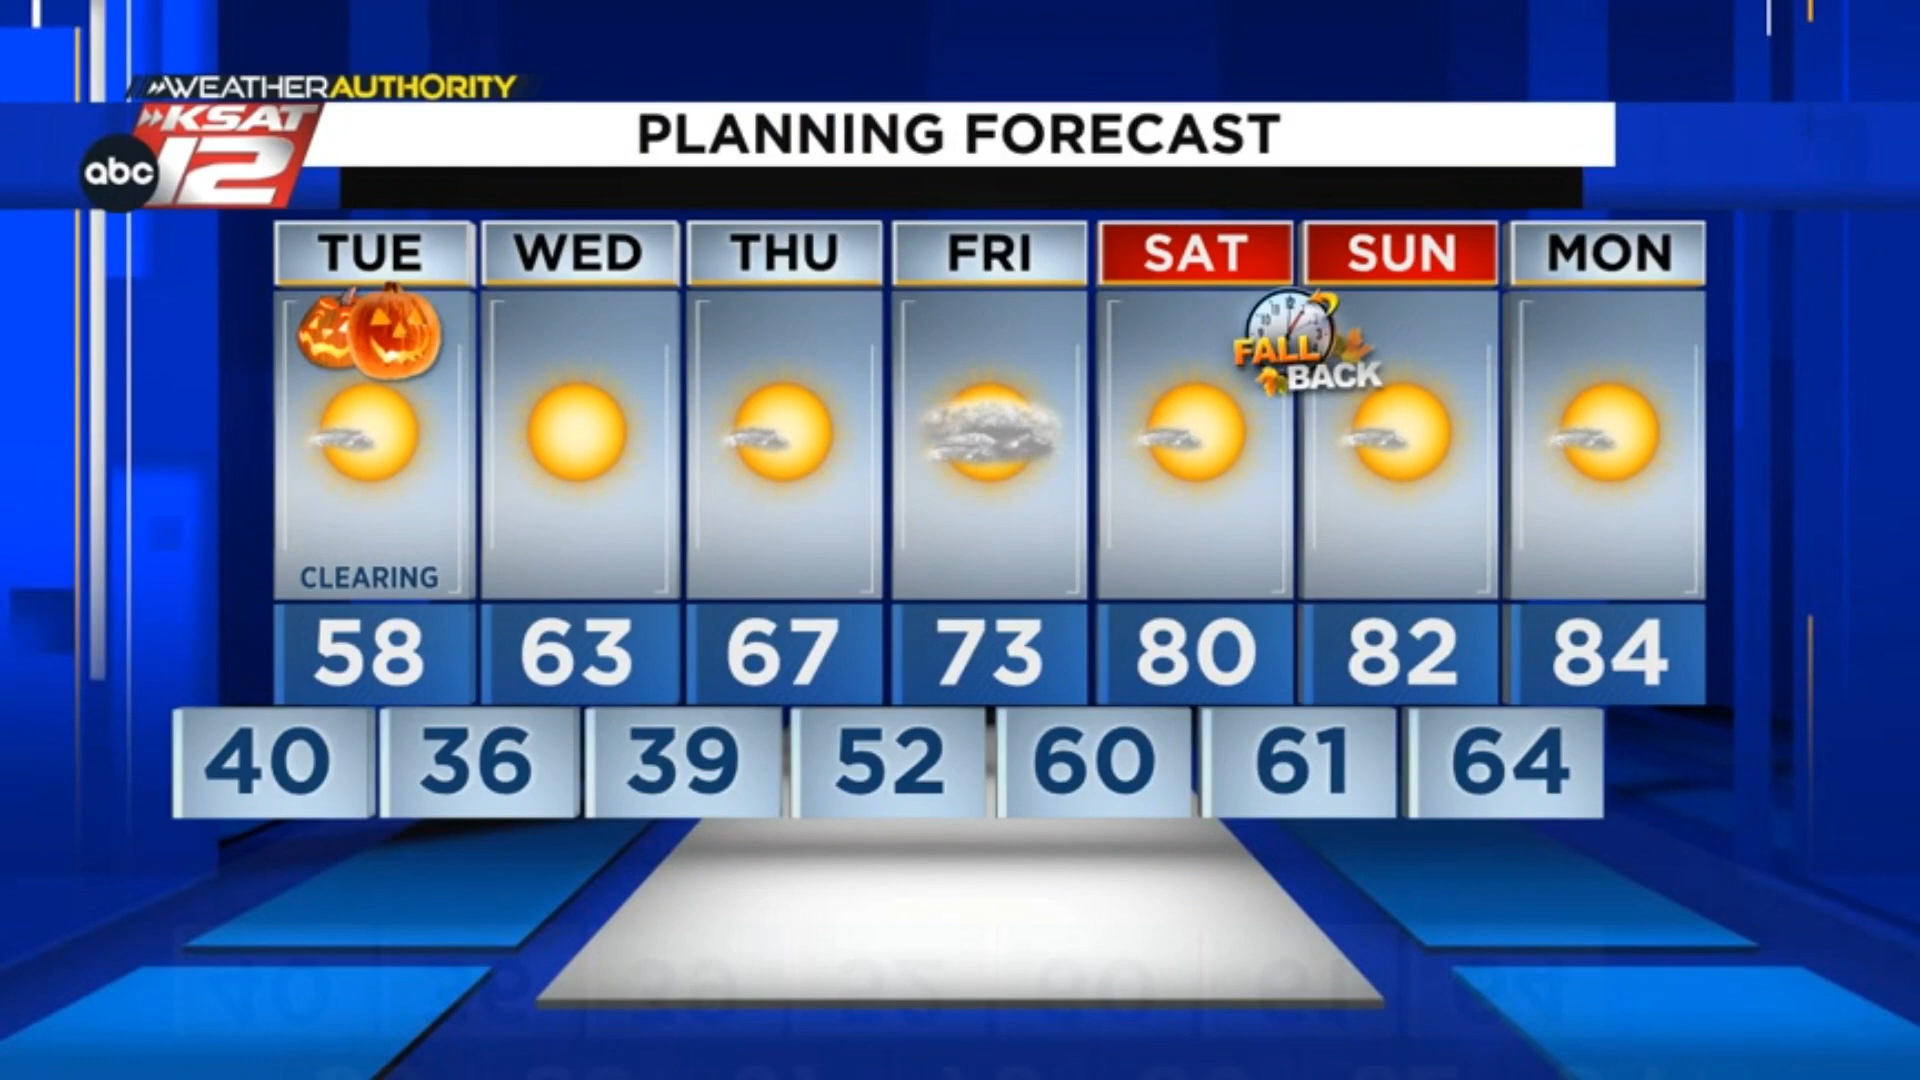 WEATHERAUTHORITY
KSAT
12
abc
PLANNING FORECAST
TUE WED THU FRI SAT SUN MON
FALL
BACK
CLEARING
58 63 67 73 80 82 84
40 36 39 52 60 61 64